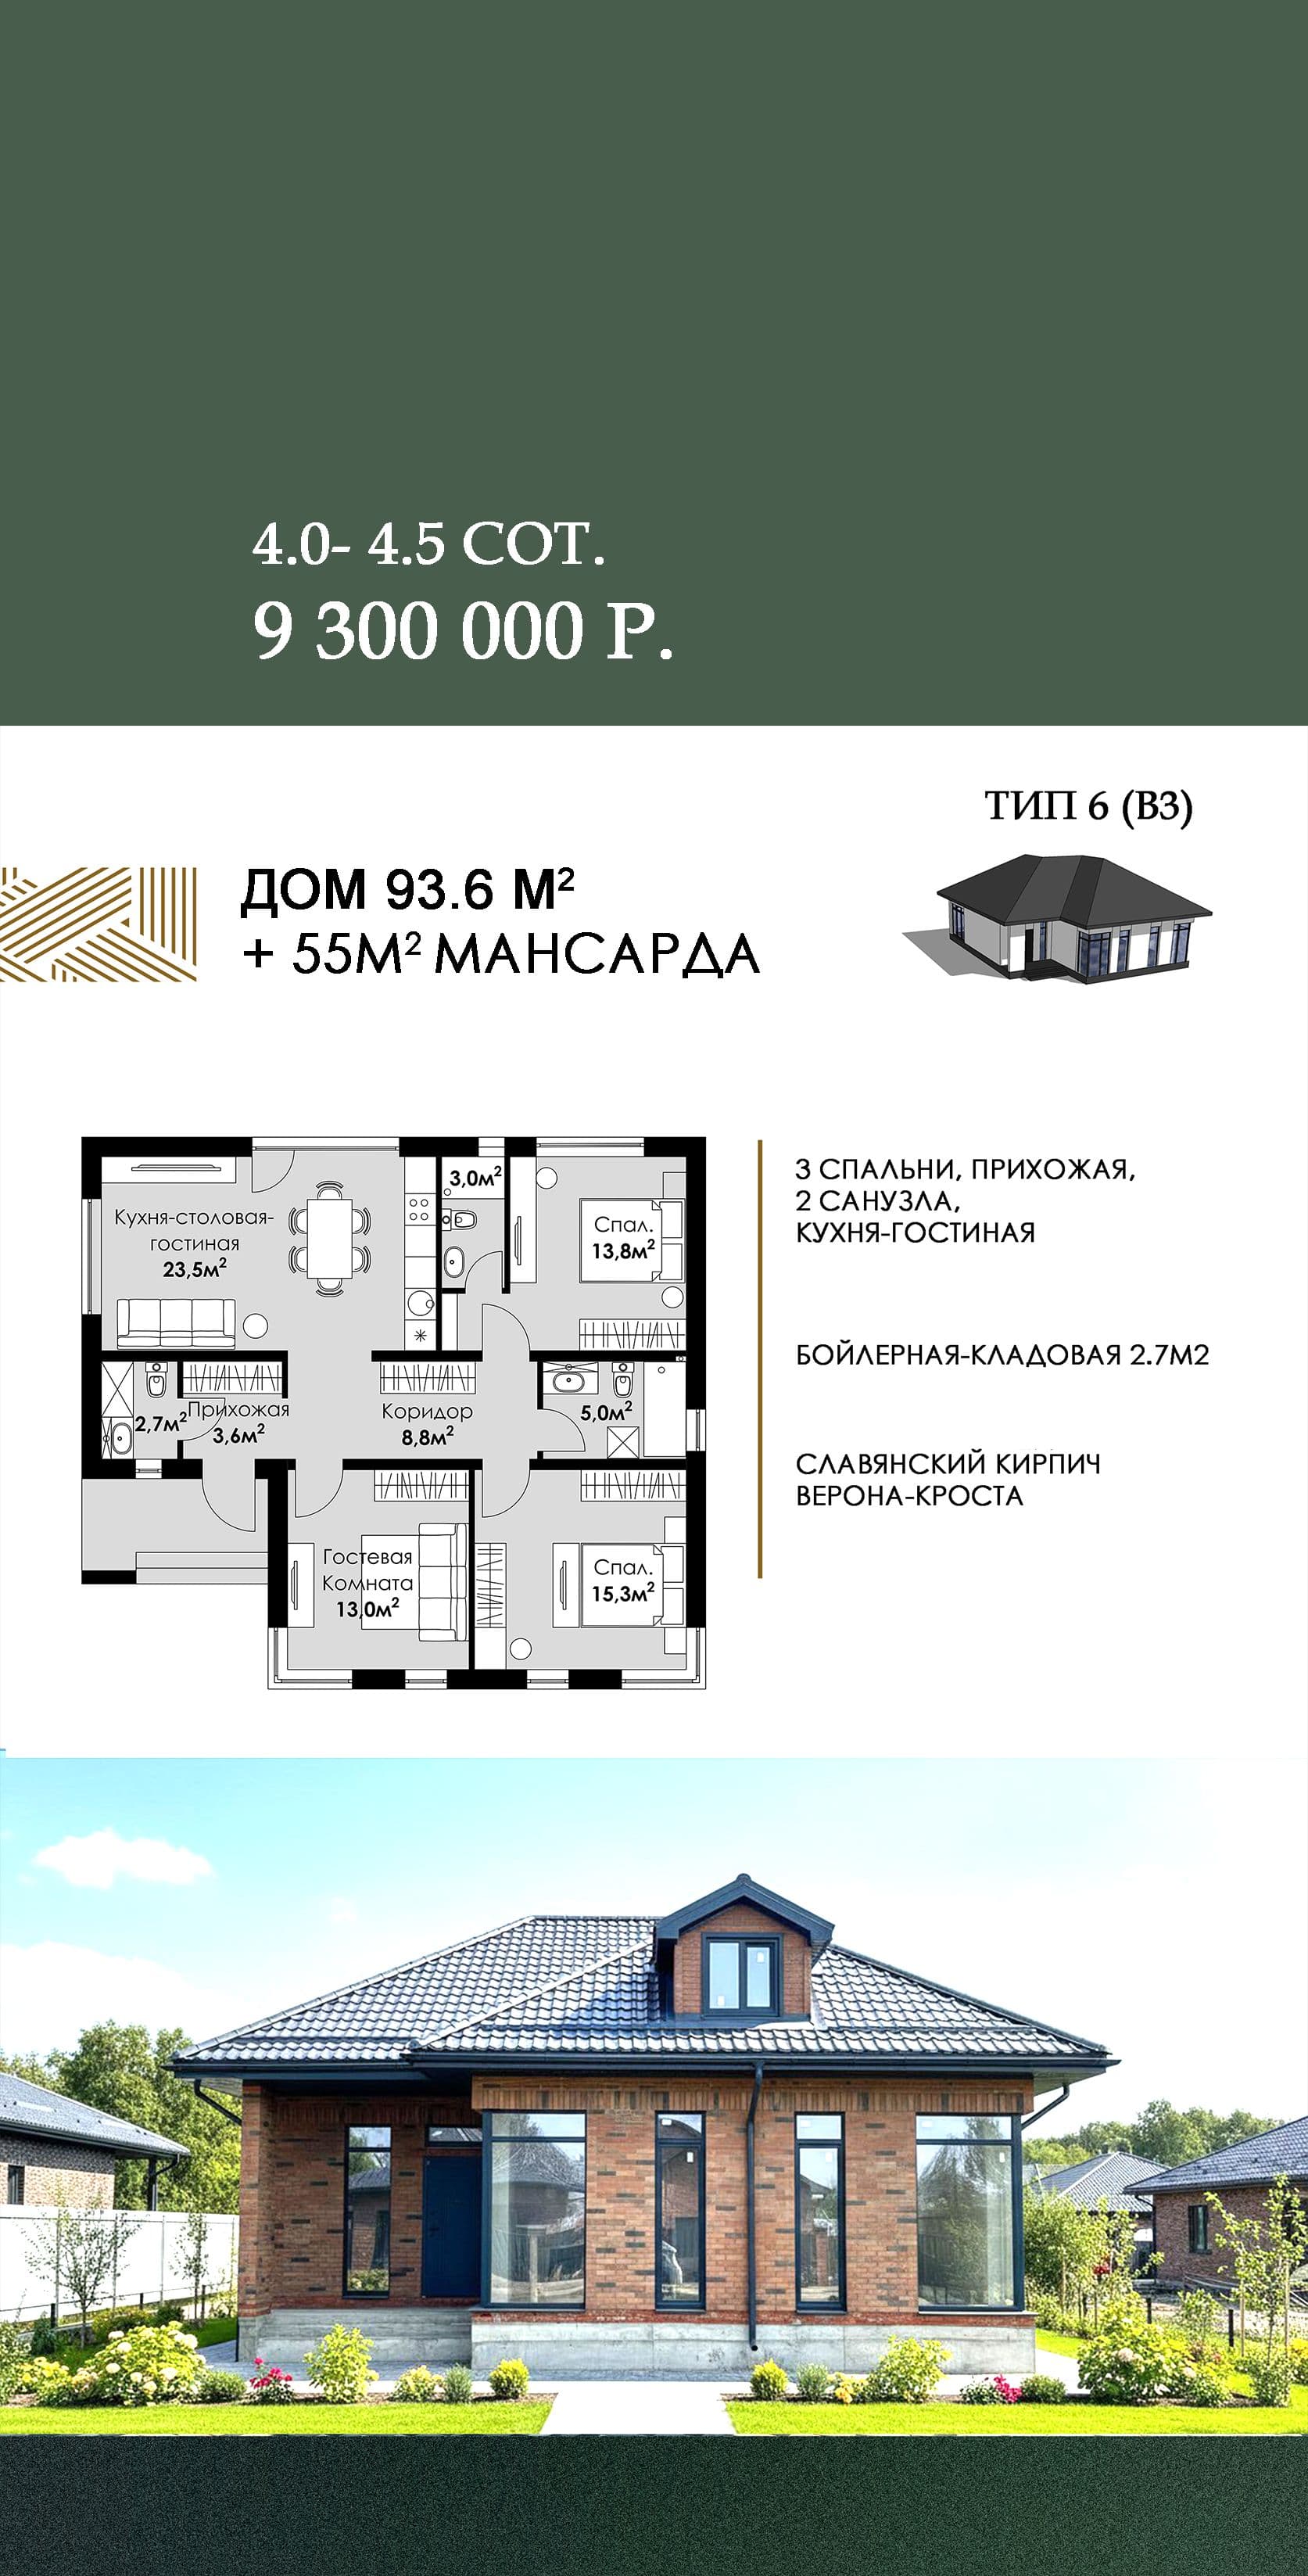 4.0- 4.5 СОТ.
9 300 000 Р.
ТИП 6 (В3)
ДОМ 93.6 М²
+ 55М² МАНСАРДА
3,0м²
Кухня-столовая-
гостиная
23,5м²
Спал.
13,8м²
2,7м²
Прихожая
3,6м²
Коридор
8,8м²
5,0м²
Гостевая
Комната
13,0м²
Спал.
15,3м²
3 СПАЛЬНИ, ПРИХОЖАЯ,
2 САНУЗЛА,
КУХНЯ-ГОСТИНАЯ
БОЙЛЕРНАЯ-КЛАДОВАЯ 2.7М2
СЛАВЯНСКИЙ КИРПИЧ
ВЕРОНА-КРОСТА